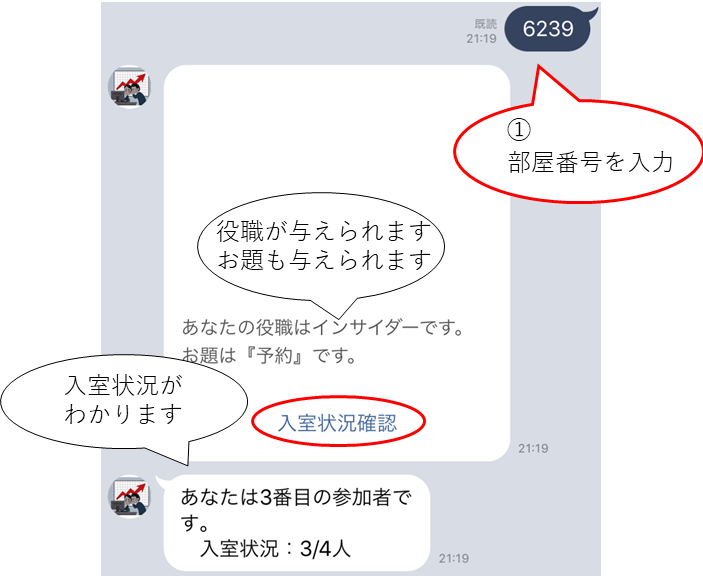 既読
21:19
6239
①
部屋番号を入力
役職が与えられます
お題も与えられます
あなたの役職はインサイダーです。
お題は『予約』です。
入室状況が
わかります
入室状況確認
21:19
あなたは3番目の参加者で
す。
入室状況：3/4人
21:19